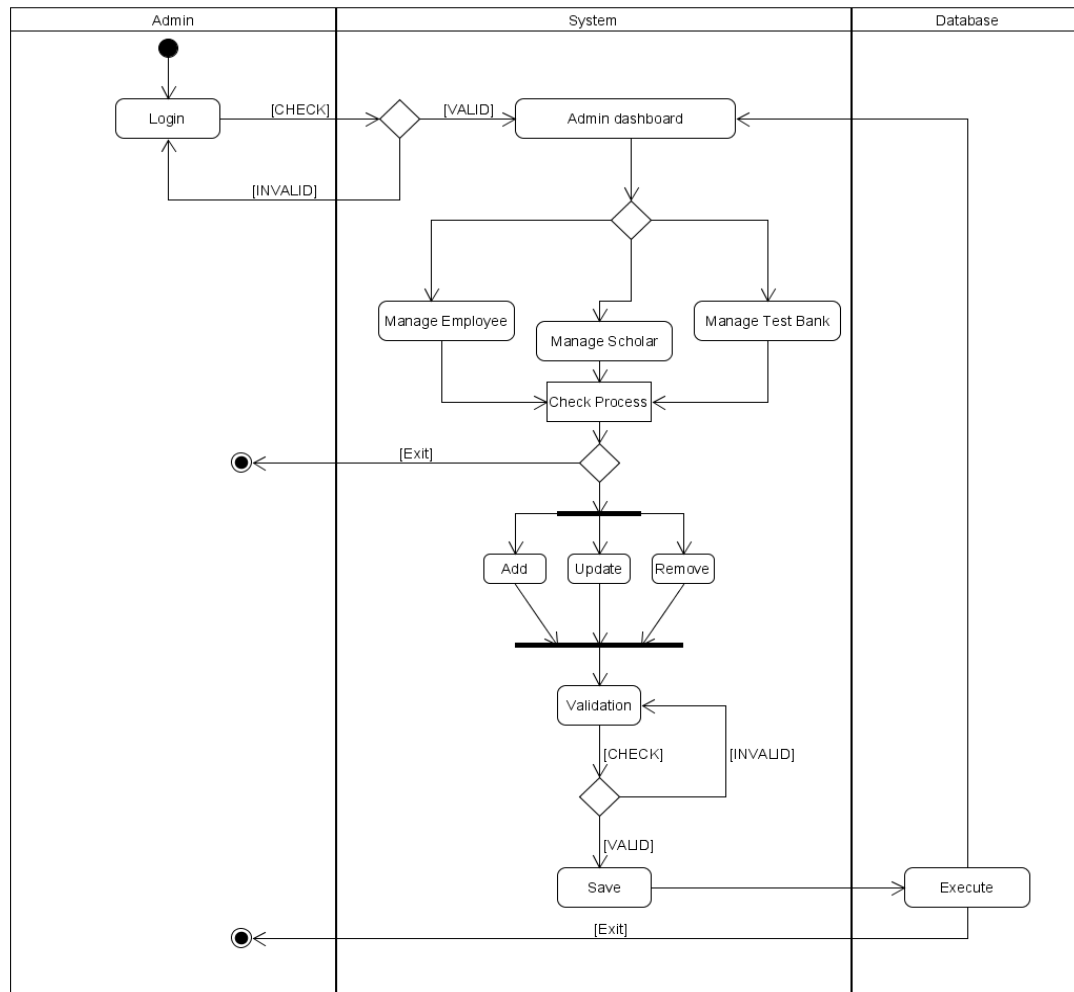 Admin
System
Database
Login
[CHECK]
[VALID]
Admin dashboard
[INVALID]
Manage Employee
Manage Scholar
Manage Test Bank
Check Process
[Exit]
Add
Update
Remove
Validation
[CHECK]
[INVALID]
[VALID]
Save
Execute
[Exit]